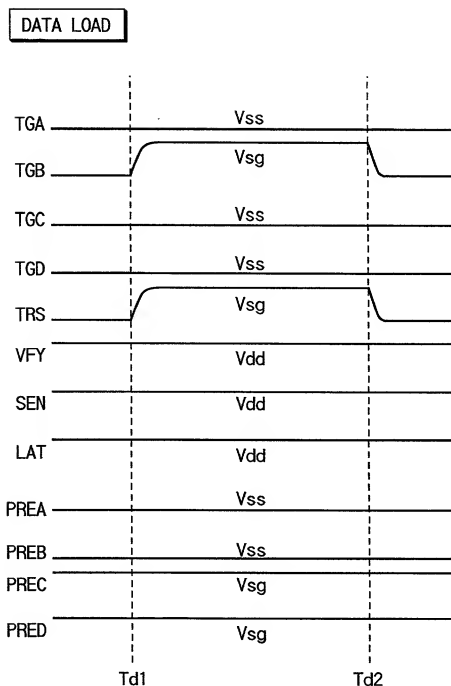 DATA LOAD
TGA Vss
TGB Vsg
TGC Vss
TGD Vss
TRS Vsg
VFY Vdd
SEN Vdd
LAT Vdd
PREA Vss
PREB Vss
PREC Vsg
PRED Vsg
Td1 Td2